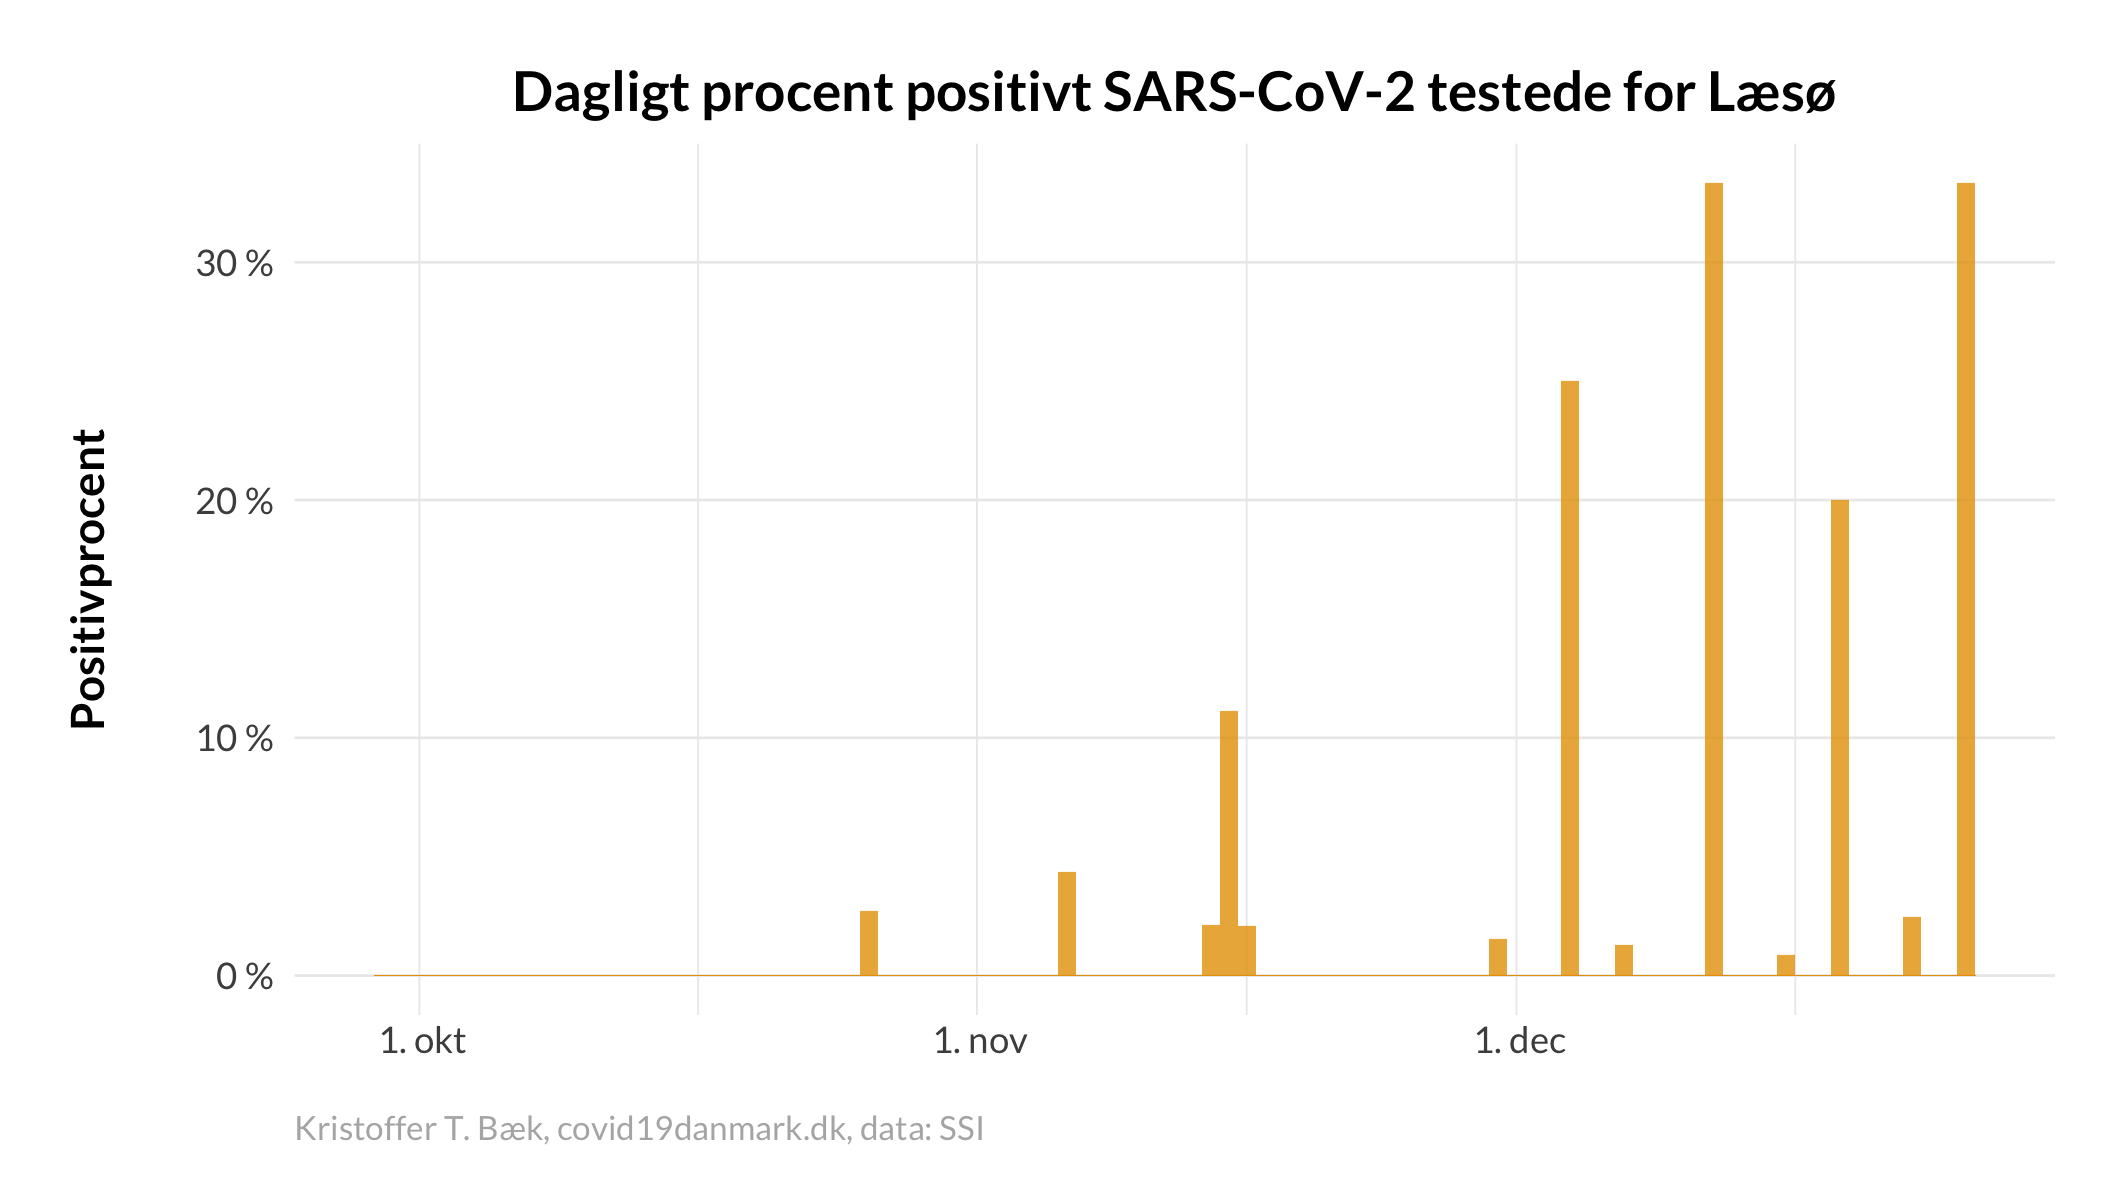 Dagligt procent positivt SARS-CoV-2 testede for Læsø
Positivprocent
30 %
20 %
10 %
0 %
1. okt
1. nov
1. dec
Kristoffer T. Bæk, covid19danmark.dk, data: SSI